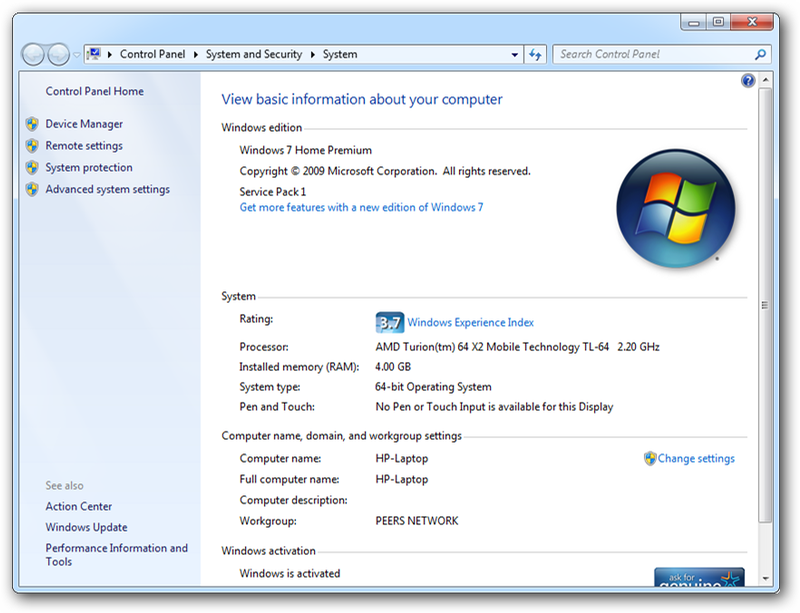 Control Panel ▸ System and Security ▸ System
Search Control Panel
Control Panel Home
Device Manager
Remote settings
System protection
Advanced system settings
See also
Action Center
Windows Update
Performance Information and
Tools
View basic information about your computer
Windows edition
Windows 7 Home Premium
Copyright © 2009 Microsoft Corporation. All rights reserved.
Service Pack 1
Get more features with a new edition of Windows 7
System
Rating: 3.7 Windows Experience Index
Processor: AMD Turion(tm) 64 X2 Mobile Technology TL-64 2.20 GHz
Installed memory (RAM): 4.00 GB
System type: 64-bit Operating System
Pen and Touch: No Pen or Touch Input is available for this Display
Computer name, domain, and workgroup settings
Computer name: HP-Laptop Change settings
Full computer name: HP-Laptop
Computer description:
Workgroup: PEERS NETWORK
Windows activation
Windows is activated
ask for
genuine